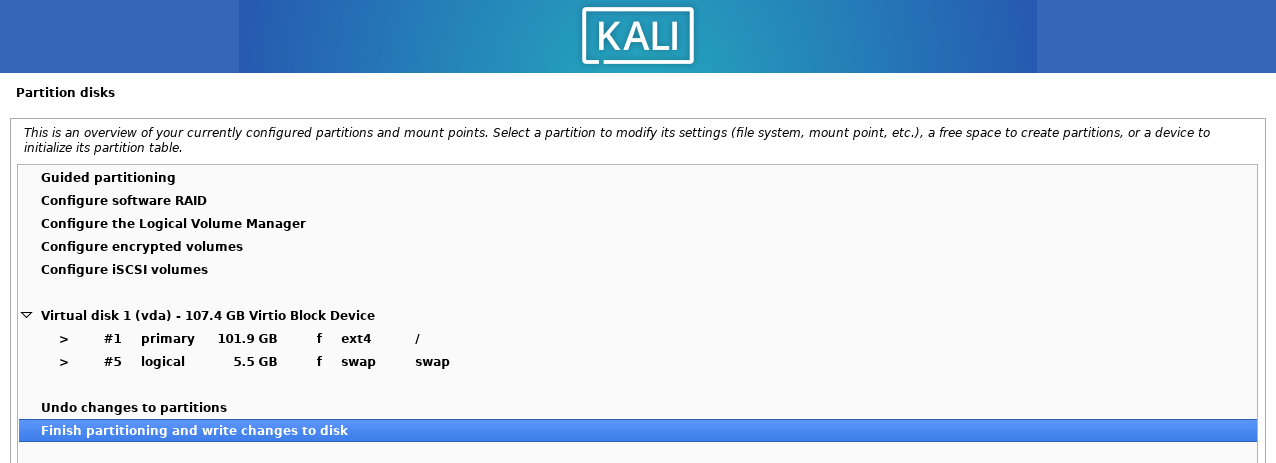 KALI
Partition disks
This is an overview of your currently configured partitions and mount points. Select a partition to modify its settings (file system, mount point, etc.), a free space to create partitions, or a device to
initialize its partition table.
Guided partitioning
Configure software RAID
Configure the Logical Volume Manager
Configure encrypted volumes
Configure iSCSI volumes
Virtual disk 1 (vda) - 107.4 GB Virtio Block Device
> #1 primary 101.9 GB f ext4 /
> #5 logical 5.5 GB f swap swap
Undo changes to partitions
Finish partitioning and write changes to disk